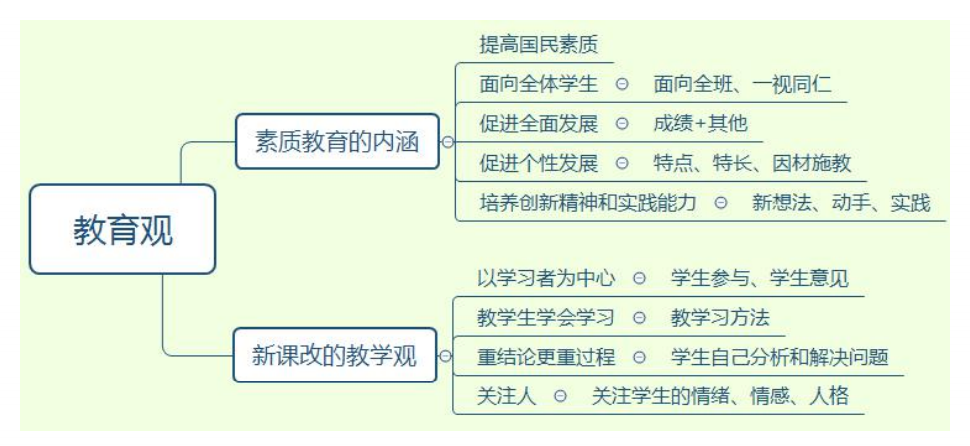 教育观
素质教育的内涵
提高国民素质
面向全体学生 面向全班、一视同仁
促进全面发展 成绩+其他
促进个性发展 特点、特长、因材施教
培养创新精神和实践能力 新想法、动手、实践
新课改的教学观
以学习者为中心 学生参与、学生意见
教学生学会学习 教学习方法
重结论更重过程 学生自己分析和解决问题
关注人 关注学生的情绪、情感、人格